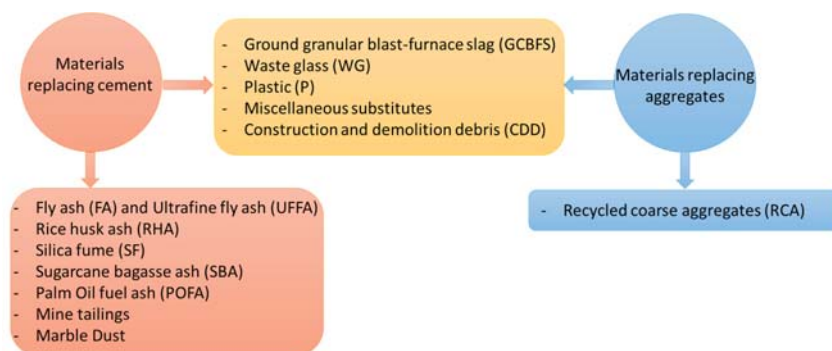 Materials
replacing cement
- Ground granular blast-furnace slag (GCBFS)
- Waste glass (WG)
- Plastic (P)
- Miscellaneous substitutes
- Construction and demolition debris (CDD)
Materials replacing
aggregates
- Fly ash (FA) and Ultrafine fly ash (UFFA)
- Rice husk ash (RHA)
- Silica fume (SF)
- Sugarcane bagasse ash (SBA)
- Palm Oil fuel ash (POFA)
- Mine tailings
- Marble Dust
- Recycled coarse aggregates (RCA)